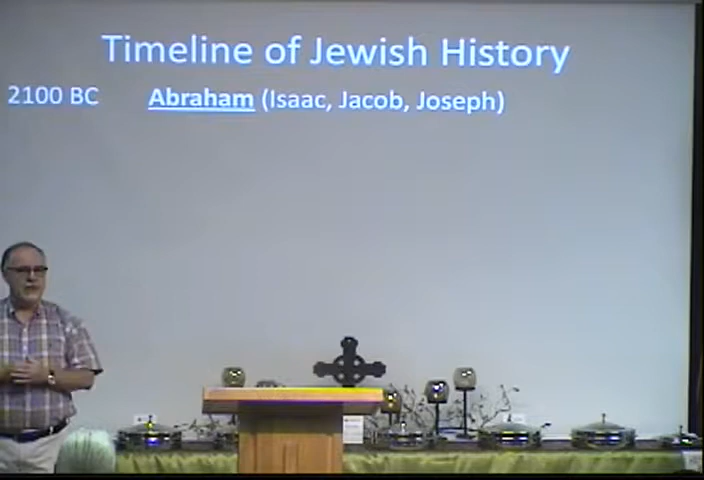 Timeline of Jewish History
2100 BC Abraham (Isaac, Jacob, Joseph)